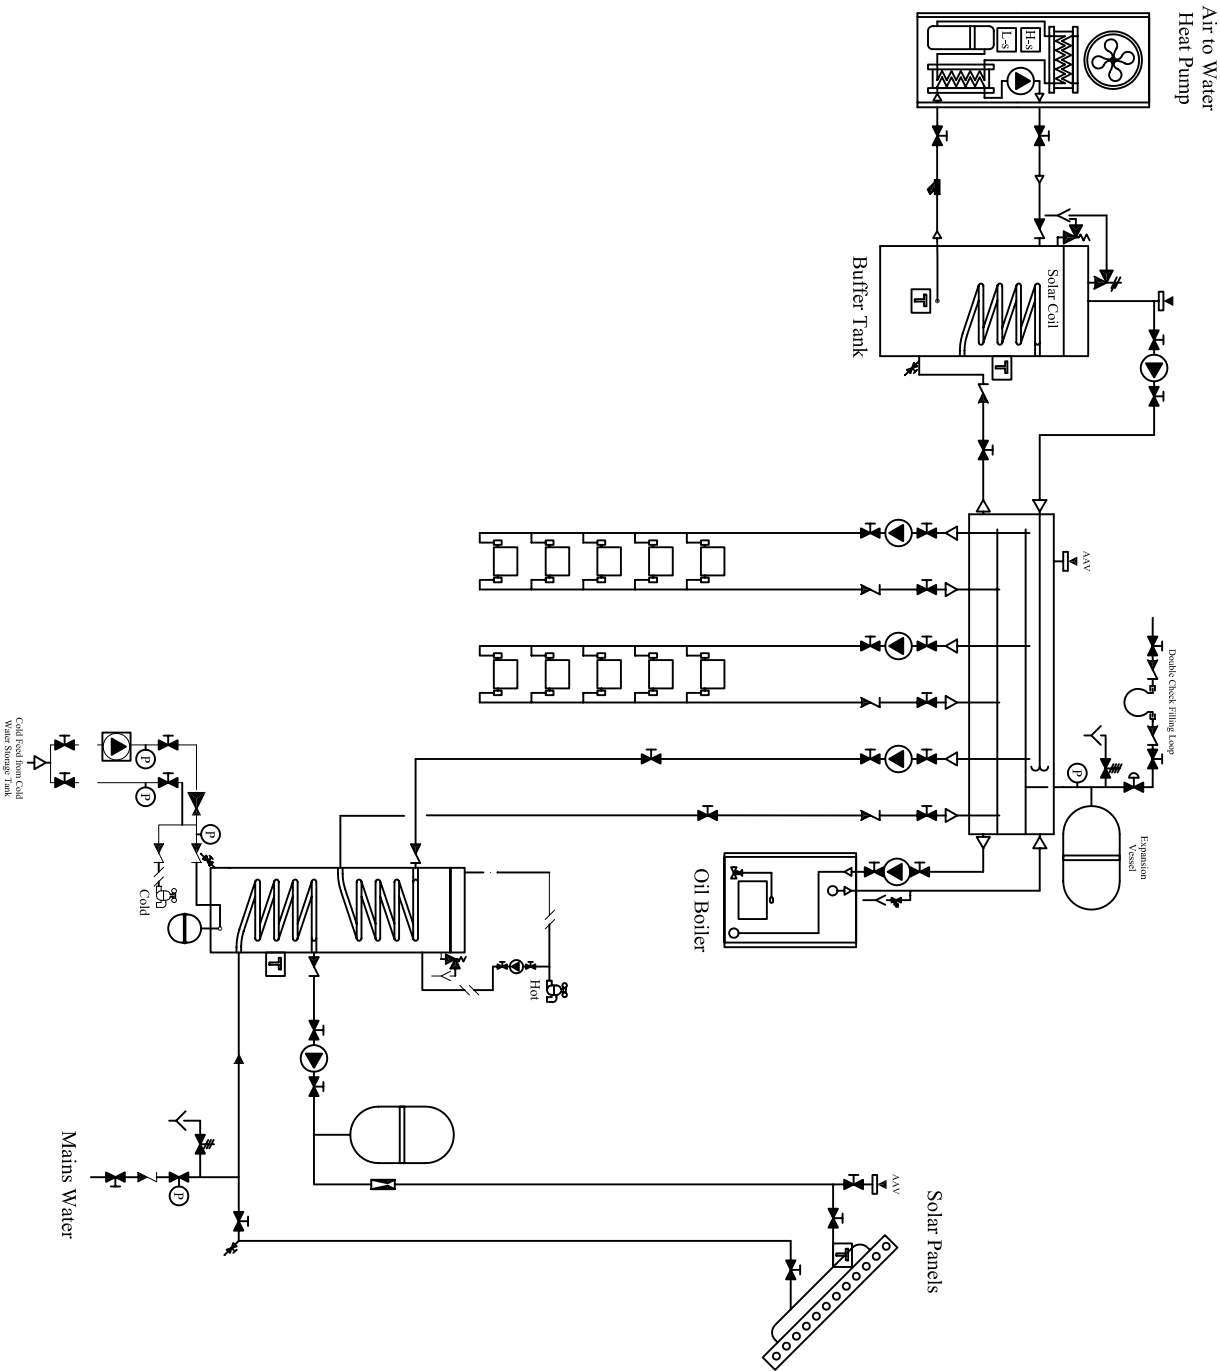 Air to Water
Heat Pump
H-s
L-s
Solar Coil
T
T
Buffer Tank
AAV
Double Check Filling Loop
P
Expansion
Vessel
Oil Boiler
Hot
T
Cold
P
P
P
Cold Feed from Cold
Water Storage Tank
AAV
Solar Panels
T
P
Mains Water